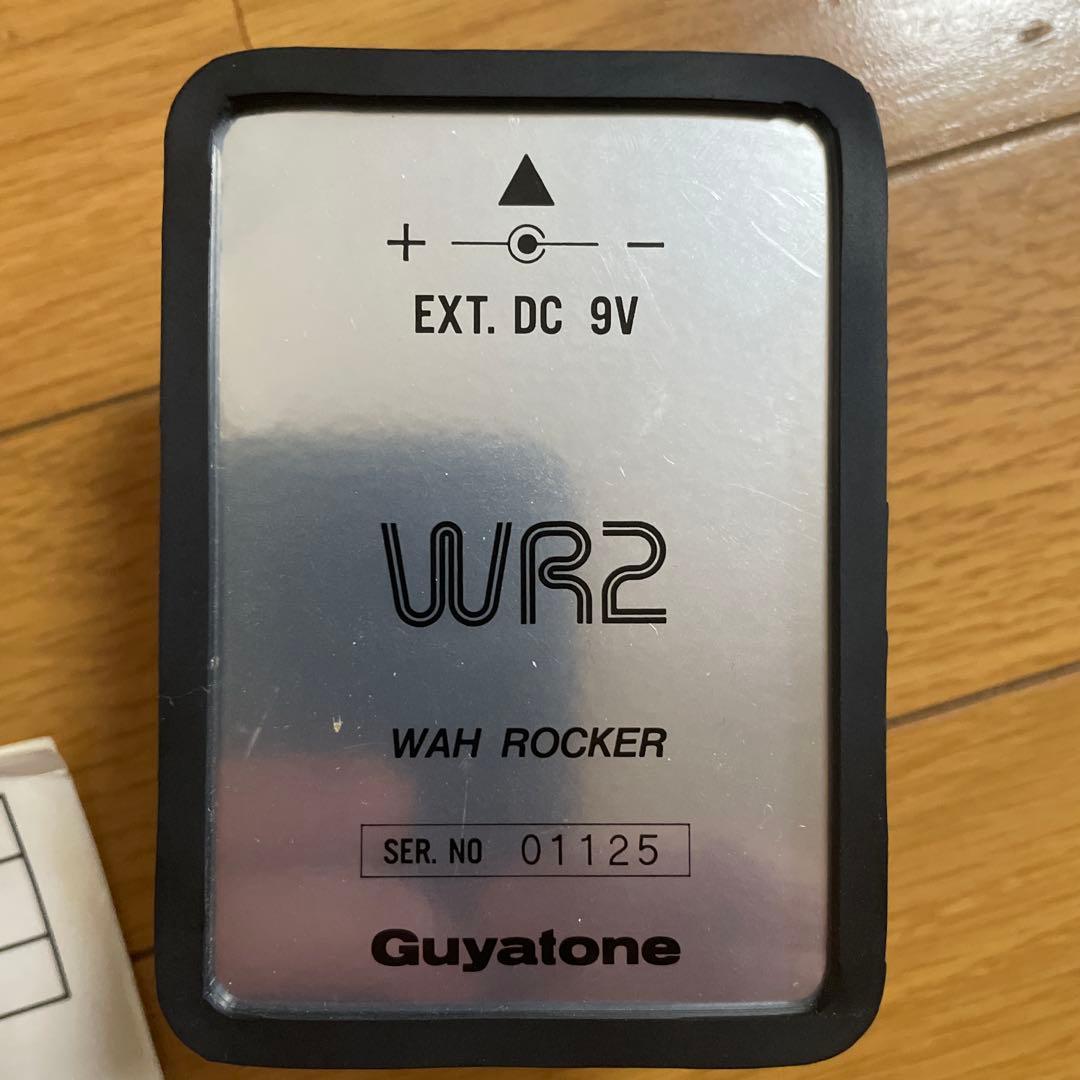 + −
EXT. DC 9V
WR2
WAH ROCKER
SER. NO 01125
Guyatone